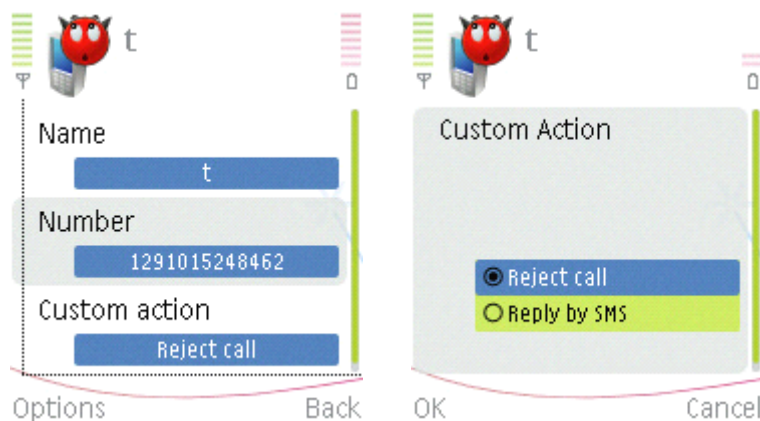 t
Name
t
Number
1291015248462
Custom action
Reject call
Options
Back
t
Custom Action
Reject call
Reply by SMS
OK
Cancel